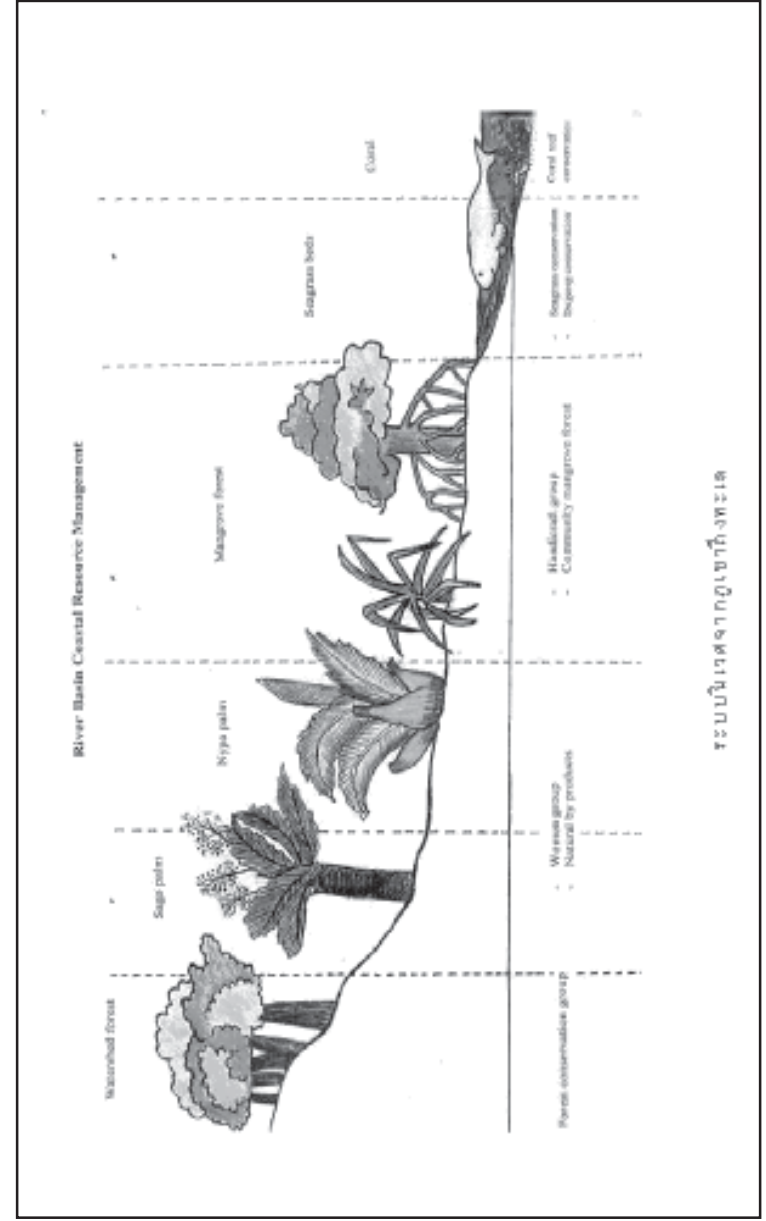 River Basin Coastal Resource Management
Watershed forest
Sago palm
Nypa palm
Mangrove forest
Seagrass beds
Coral
Forest conservation group
- Women group
- Natural by products
- Handicraft group
- Community mangrove forest
- Seagrass conservation
- Dugong conservation
Coral reef
conservation
ระบบนิเวศจากภูเขาถึงทะเล